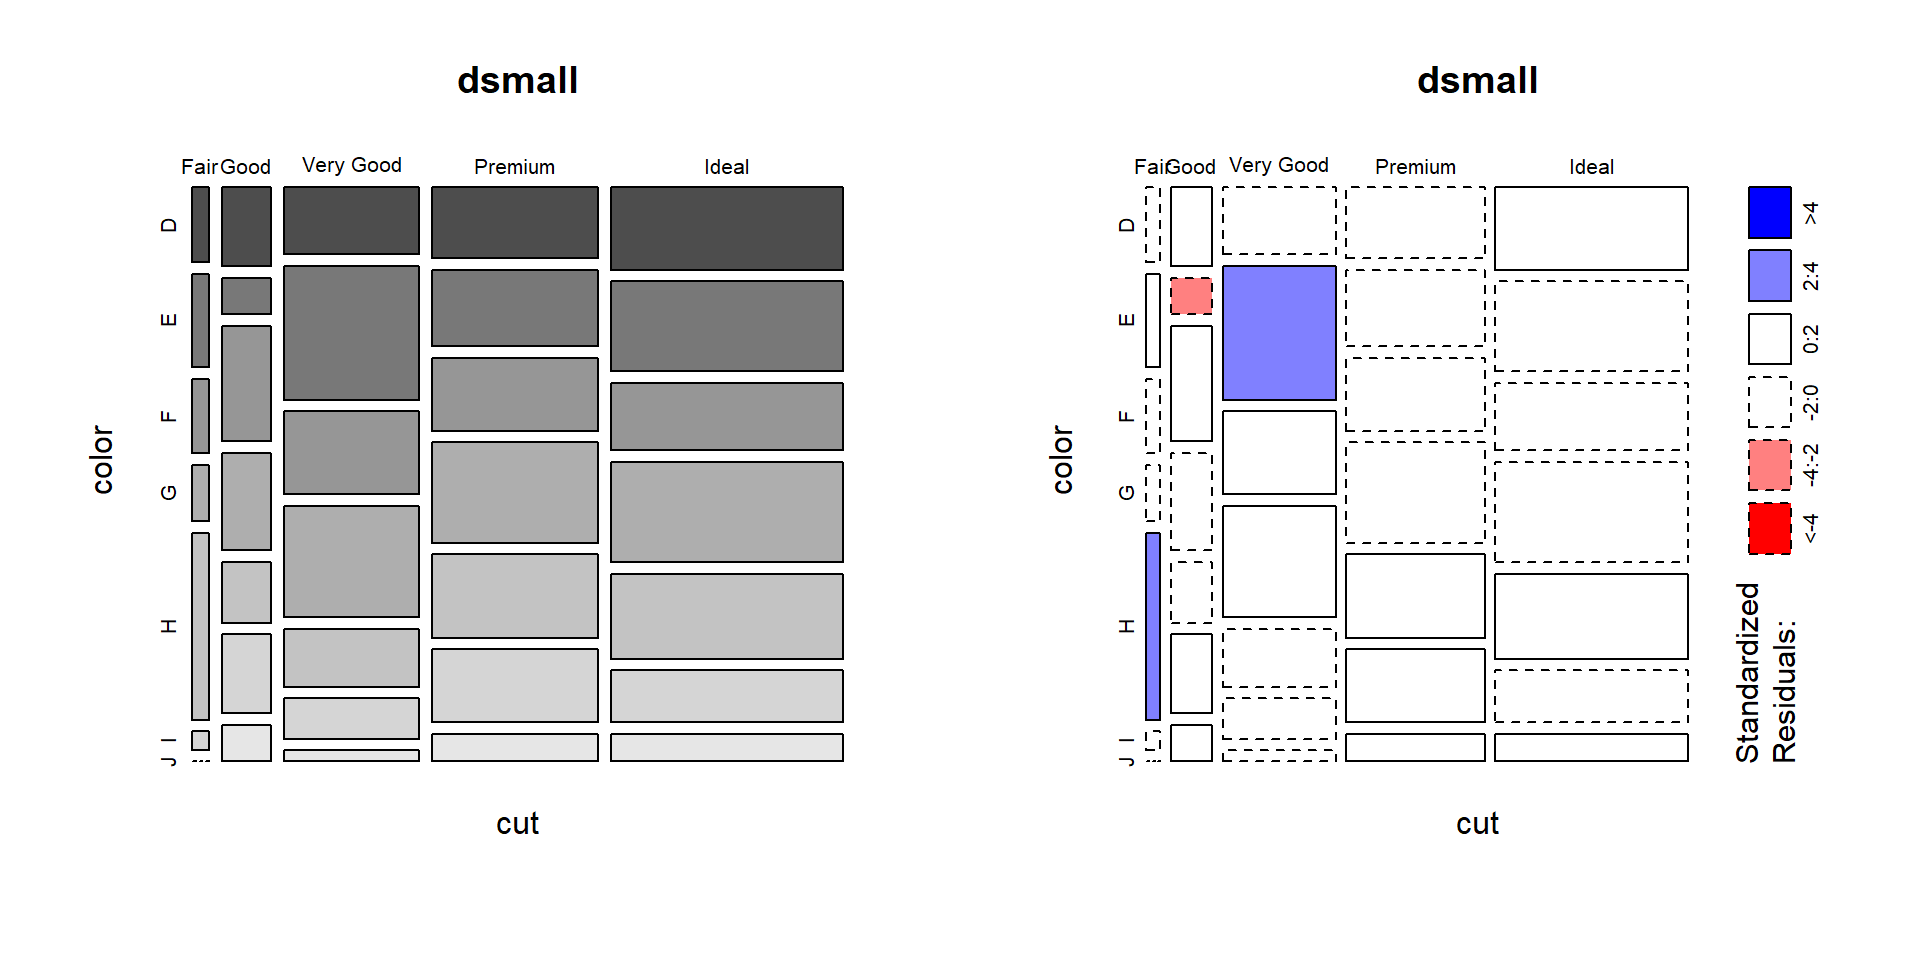 dsmall
Fair Good Very Good Premium Ideal
D
E
F
G
H
I
J
color
cut
dsmall
Fair Good Very Good Premium Ideal
D
E
F
G
H
I
J
color
cut
>4
2:4
0:2
-2:0
-4:-2
<-4
Standardized
Residuals: